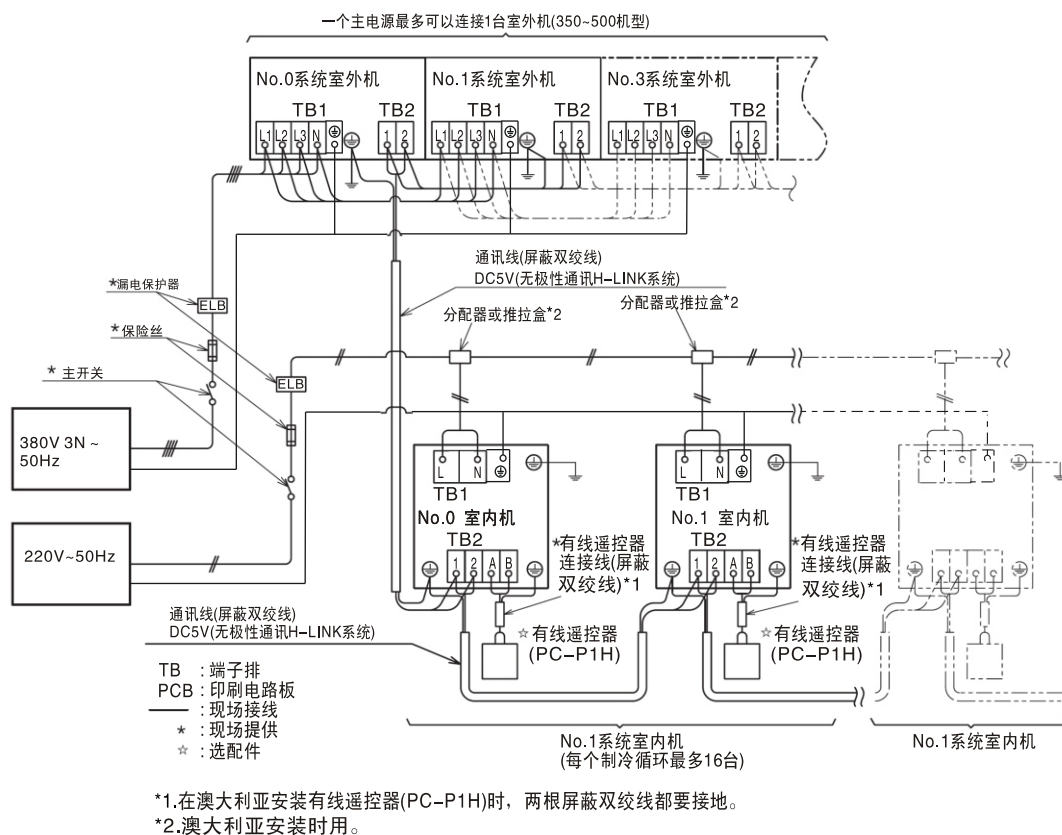 一个主电源最多可以连接1台室外机(350~500机型)
No.0系统室外机
No.1系统室外机
No.3系统室外机
TB1
TB2
TB1
TB2
TB1
TB2
L1 L2 L3 N
1 2
L1 L2 L3 N
1 2
L1 L2 L3 N
1 2
通讯线(屏蔽双绞线)
DC5V(无极性通讯H-LINK系统)
*漏电保护器
ELB
分配器或推拉盒*2
分配器或推拉盒*2
*保险丝
ELB
* 主开关
380V 3N ~
50Hz
220V~50Hz
L N
TB1
No.0 室内机
TB2
1 2 A B
L N
TB1
No.1 室内机
TB2
1 2 A B
*有线遥控器
连接线(屏蔽
双绞线)*1
*有线遥控器
连接线(屏蔽
双绞线)*1
☆有线遥控器
(PC-P1H)
☆有线遥控器
(PC-P1H)
通讯线(屏蔽双绞线)
DC5V(无极性通讯H-LINK系统)
TB : 端子排
PCB : 印刷电路板
: 现场接线
* : 现场提供
☆ : 选配件
No.1系统室内机
(每个制冷循环最多16台)
No.1系统室内机
*1.在澳大利亚安装有线遥控器(PC-P1H)时，两根屏蔽双绞线都要接地。
*2.澳大利亚安装时用。